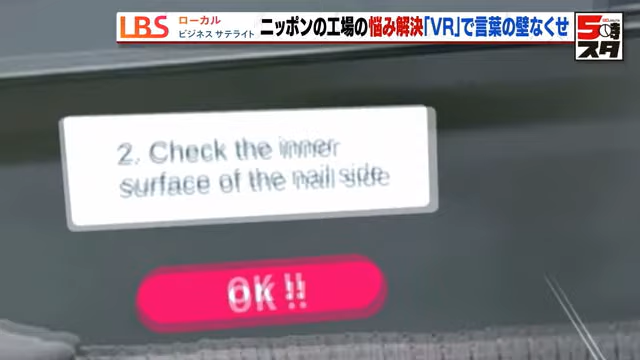 LBS ローカル
ビジネス サテライト
ニッポンの工場の悩み解決「VR」で言葉の壁なくせ
5時
スタ
2. Check the inner
surface of the nail side
OK !!